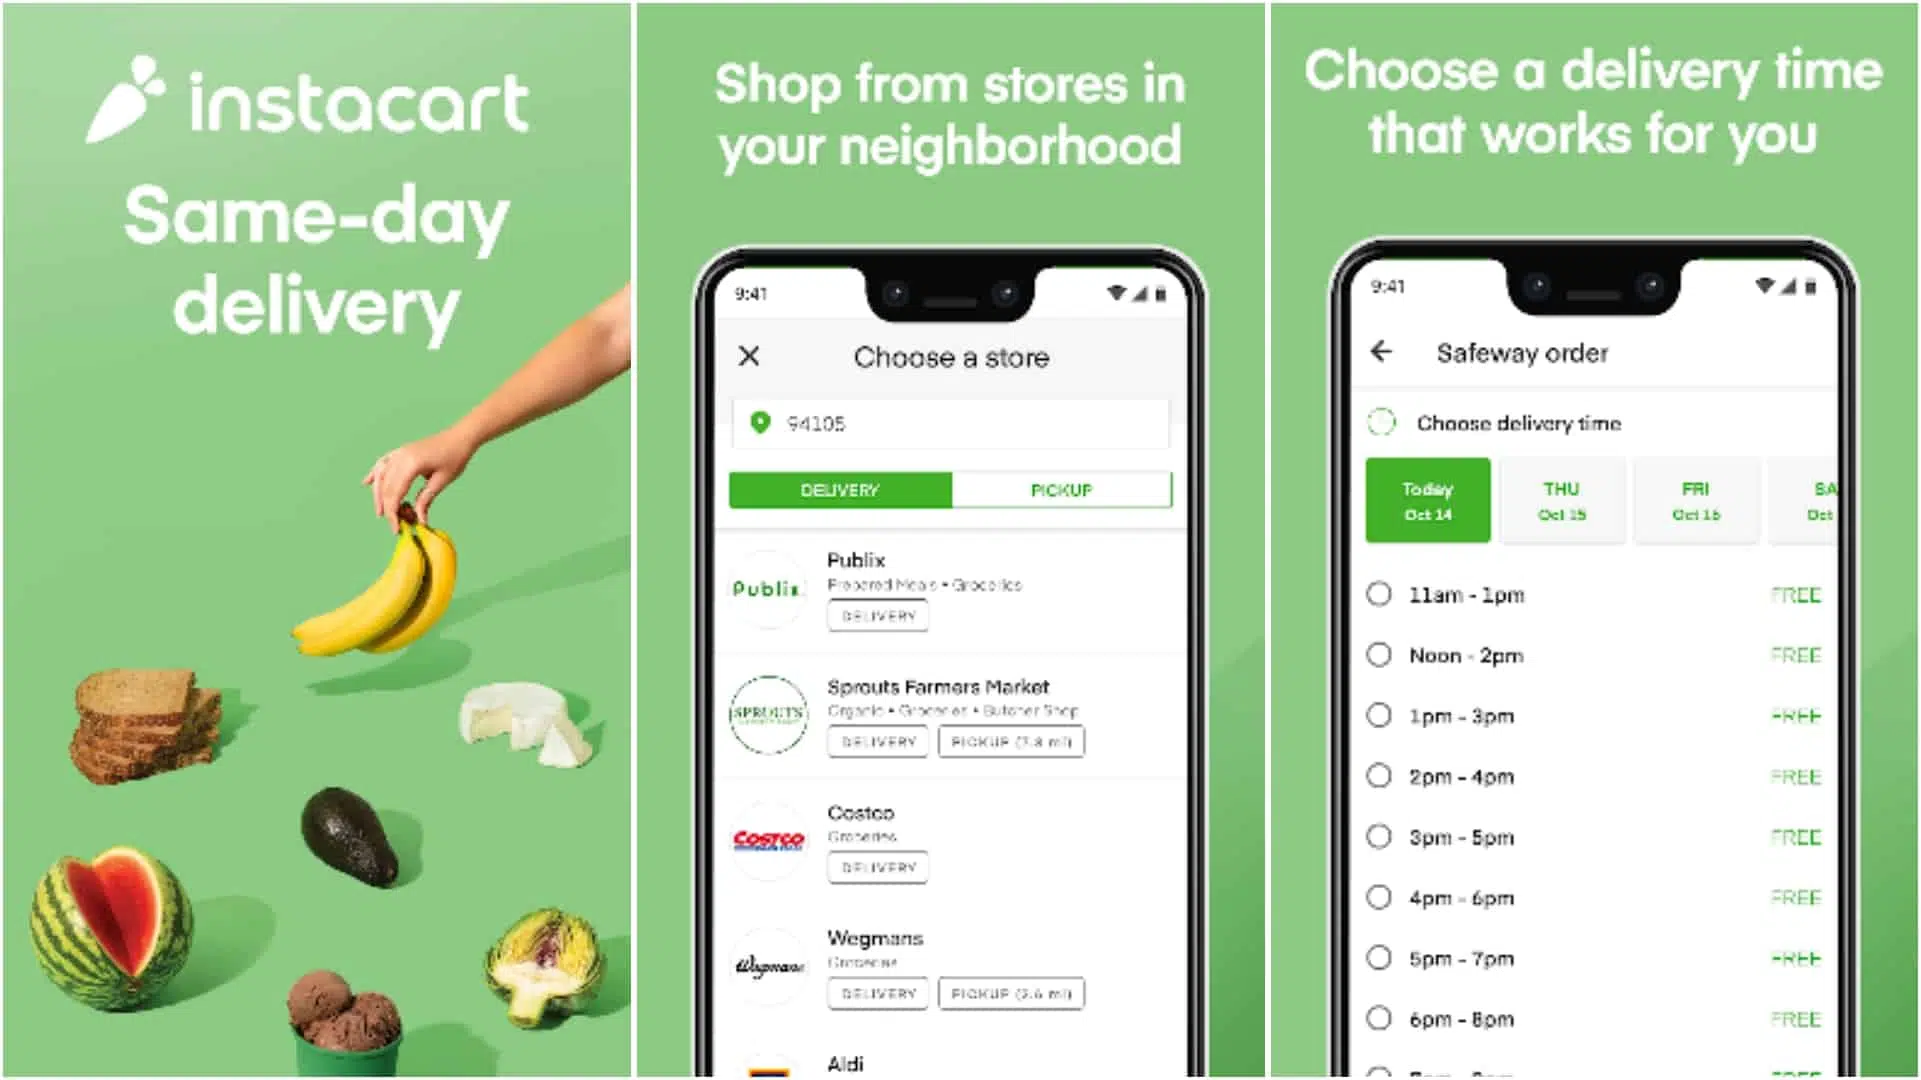 instacart
Same-day
delivery
Shop from stores in
your neighborhood
9:41
Choose a store
94105
DELIVERY PICKUP
Publix
Publix
Prepared Meals • Groceries
DELIVERY
SPROUTS
Sprouts Farmers Market
Organic • Groceries • Butcher Shop
DELIVERY PICKUP (7.8 mi)
COSTCO
Costco
Groceries
DELIVERY
Wegmans
Wegmans
Groceries
DELIVERY PICKUP (2.6 mi)
Aldi
Choose a delivery time
that works for you
9:41
Safeway order
Choose delivery time
Today THU FRI SA
Oct 14 Oct 15 Oct 16 Oct
11am - 1pm FREE
Noon - 2pm FREE
1pm - 3pm FREE
2pm - 4pm FREE
3pm - 5pm FREE
4pm - 6pm FREE
5pm - 7pm FREE
6pm - 8pm FREE